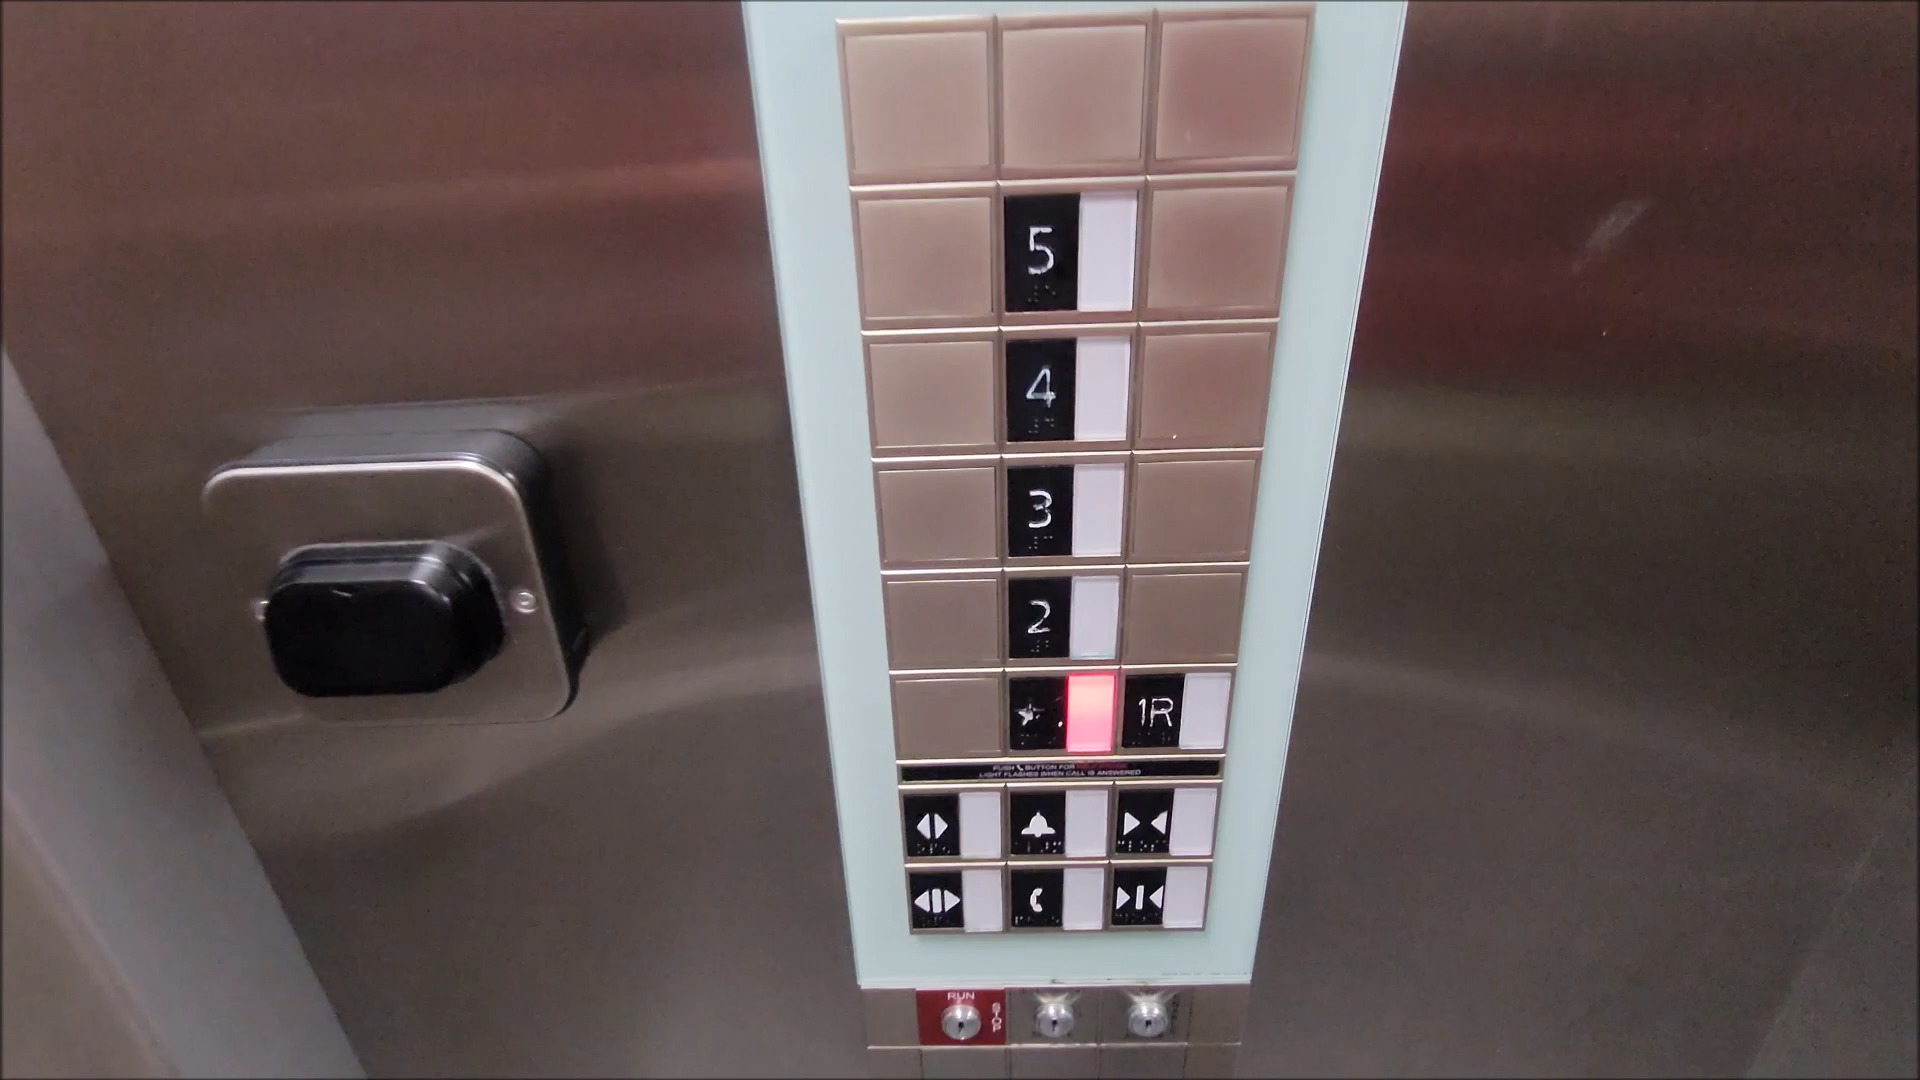 5
4
3
2
1R
PUSH BUTTON FOR
LIGHT FLASHES WHEN CALL IS ANSWERED
RUN
STOP